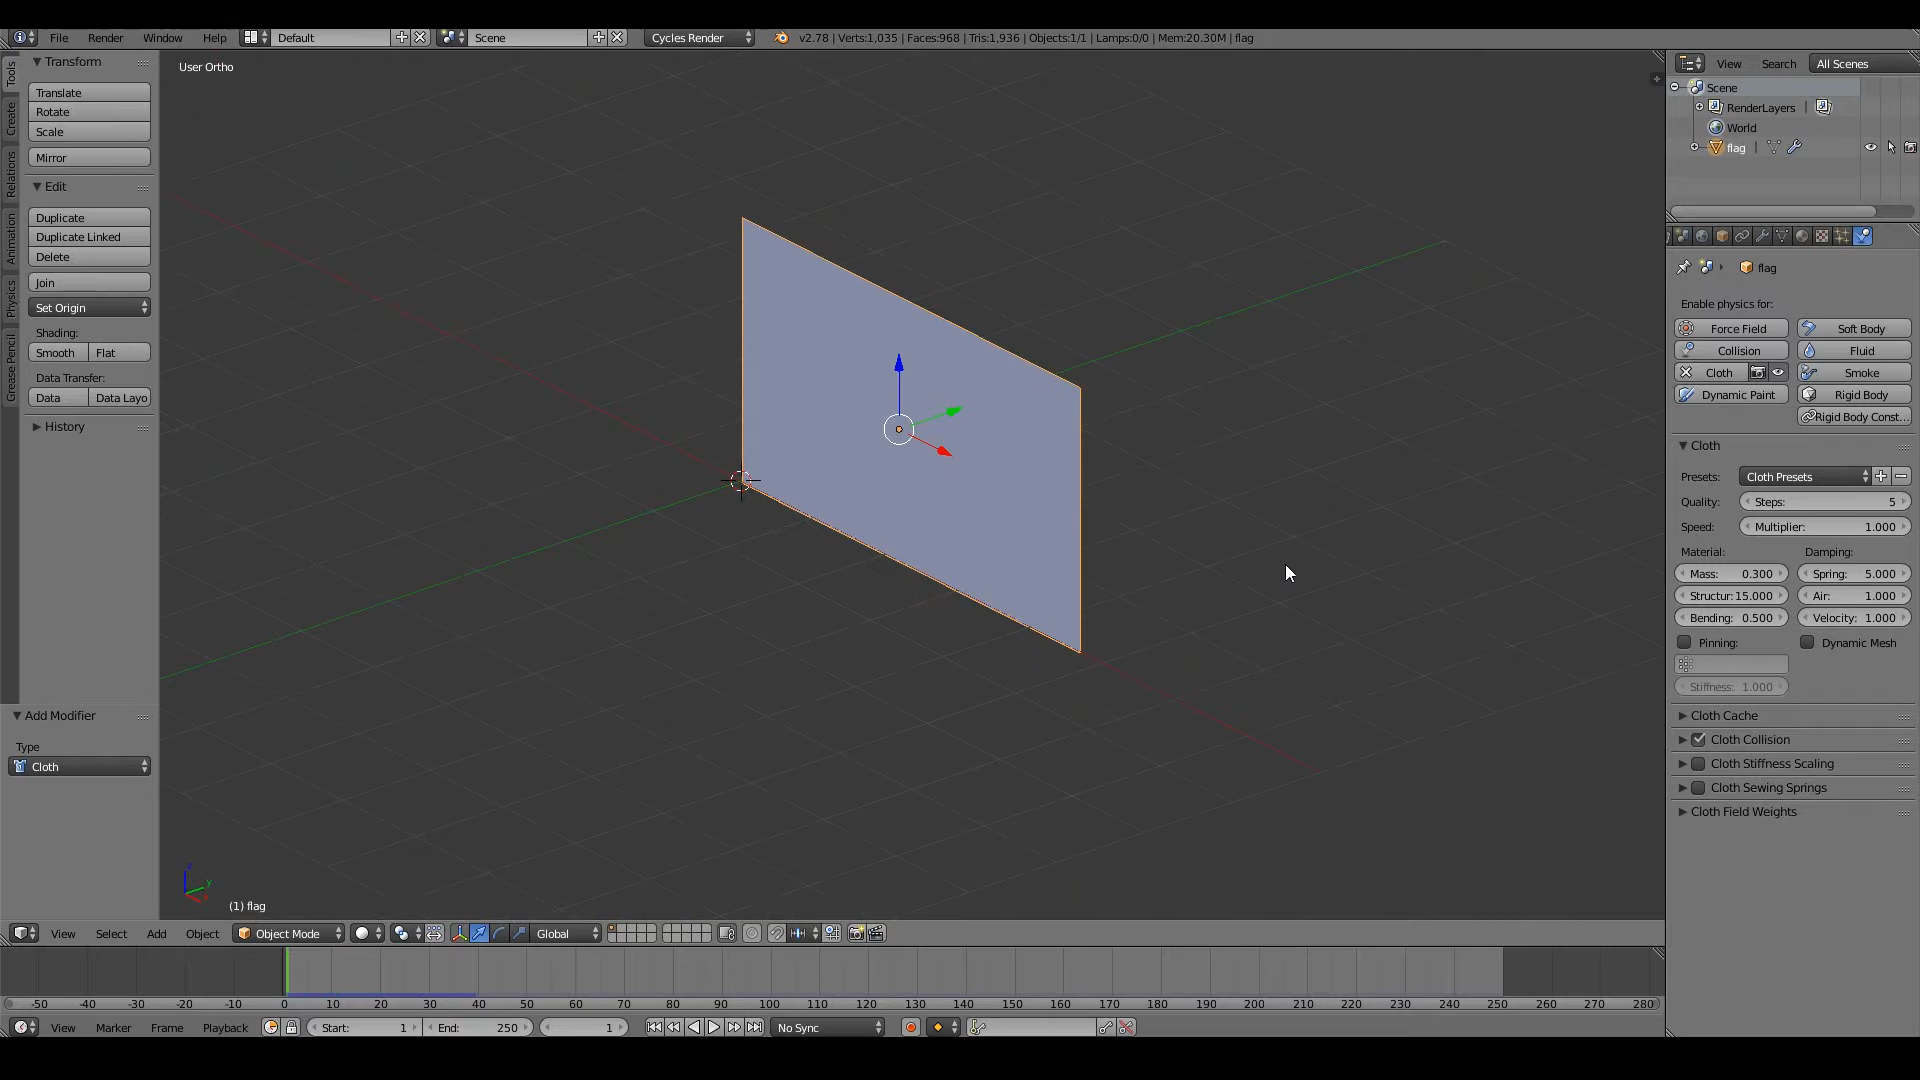 File Render Window Help Default Scene Cycles Render v2.78 | Verts:1,035 | Faces:968 | Tris:1,936 | Objects:1/1 | Lamps:0/0 | Mem:20.30M | flag
Tools
Create
Relations
Animation
Physics
Grease Pencil
Transform
Translate
Rotate
Scale
Mirror
Edit
Duplicate
Duplicate Linked
Delete
Join
Set Origin
Shading:
Smooth Flat
Data Transfer:
Data Data Layo
History
Add Modifier
Type
Cloth
User Ortho
z
y
x
(1) flag
View Search All Scenes
Scene
RenderLayers |
World
flag |
flag
Enable physics for:
Force Field Soft Body
Collision Fluid
Cloth Smoke
Dynamic Paint Rigid Body
Rigid Body Const...
Cloth
Presets: Cloth Presets
Quality: Steps: 5
Speed: Multiplier: 1.000
Material: Damping:
Mass: 0.300 Spring: 5.000
Structur: 15.000 Air: 1.000
Bending: 0.500 Velocity: 1.000
Pinning: Dynamic Mesh
Stiffness: 1.000
Cloth Cache
Cloth Collision
Cloth Stiffness Scaling
Cloth Sewing Springs
Cloth Field Weights
View Select Add Object Object Mode Global
-50 -40 -30 -20 -10 0 10 20 30 40 50 60 70 80 90 100 110 120 130 140 150 160 170 180 190 200 210 220 230 240 250 260 270 280
View Marker Frame Playback Start: 1 End: 250 1 No Sync